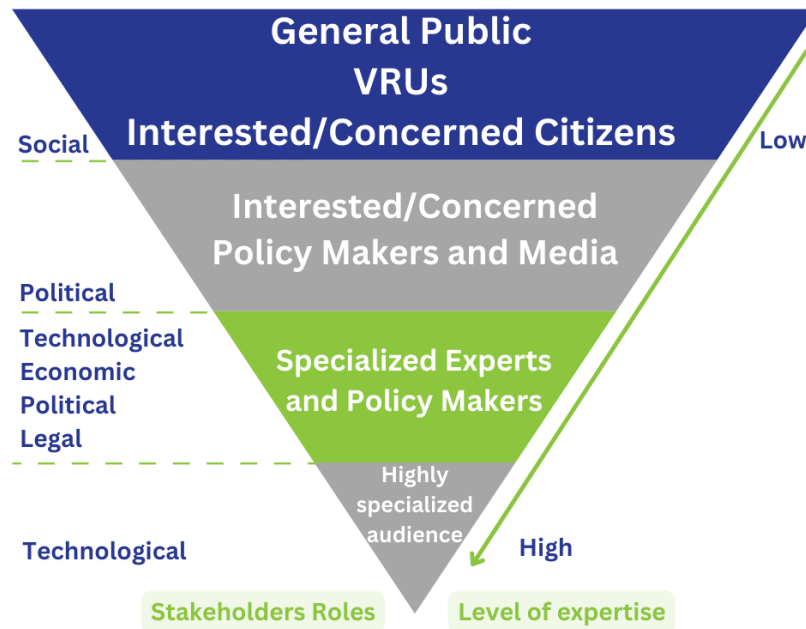 General Public
VRUs
Interested/Concerned Citizens
Social
Low
Interested/Concerned
Policy Makers and Media
Political
Technological
Economic
Political
Legal
Specialized Experts
and Policy Makers
Highly
specialized
audience
Technological
High
Stakeholders Roles
Level of expertise